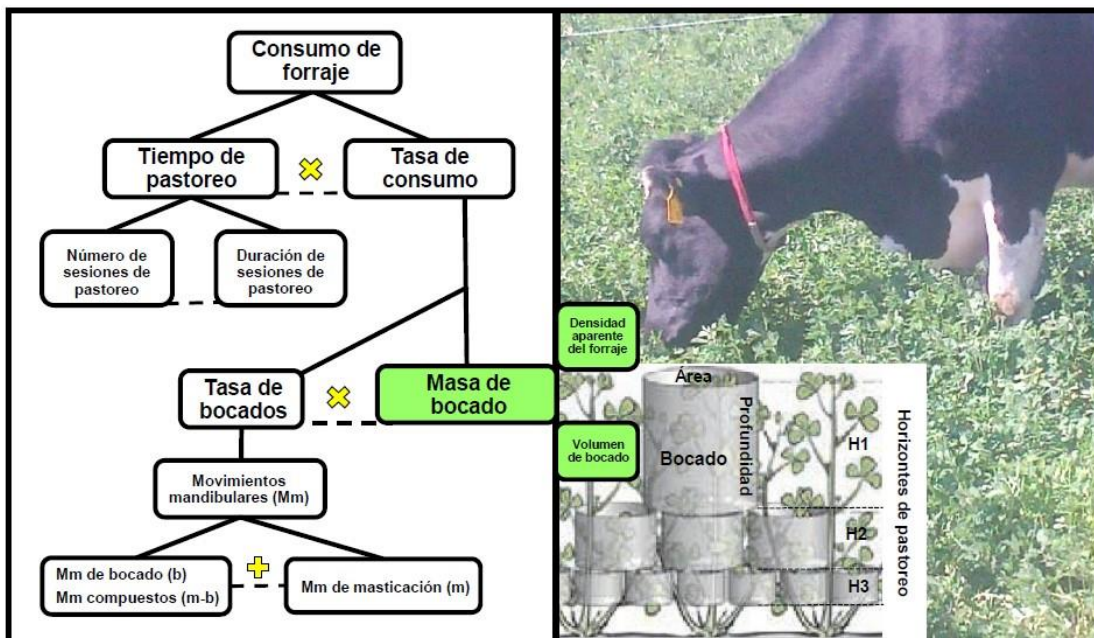 Consumo de
forraje
Tiempo de
pastoreo
Tasa de
consumo
Número de
sesiones de
pastoreo
Duración de
sesiones de
pastoreo
Tasa de
bocados
Masa de
bocado
Movimientos
mandibulares (Mm)
Mm de bocado (b)
Mm compuestos (m-b)
Mm de masticación (m)
Densidad
aparente
del forraje
Volumen
de bocado
Área
Profundidad
Bocado
H1
H2
H3
Horizontes de pastoreo